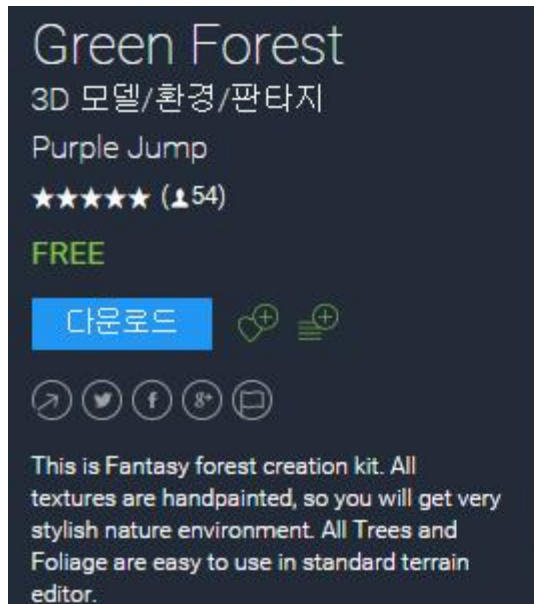 Green Forest
3D 모델/환경/판타지
Purple Jump
★★★★★ (54)
FREE
다운로드
This is Fantasy forest creation kit. All
textures are handpainted, so you will get very
stylish nature environment. All Trees and
Foliage are easy to use in standard terrain
editor.